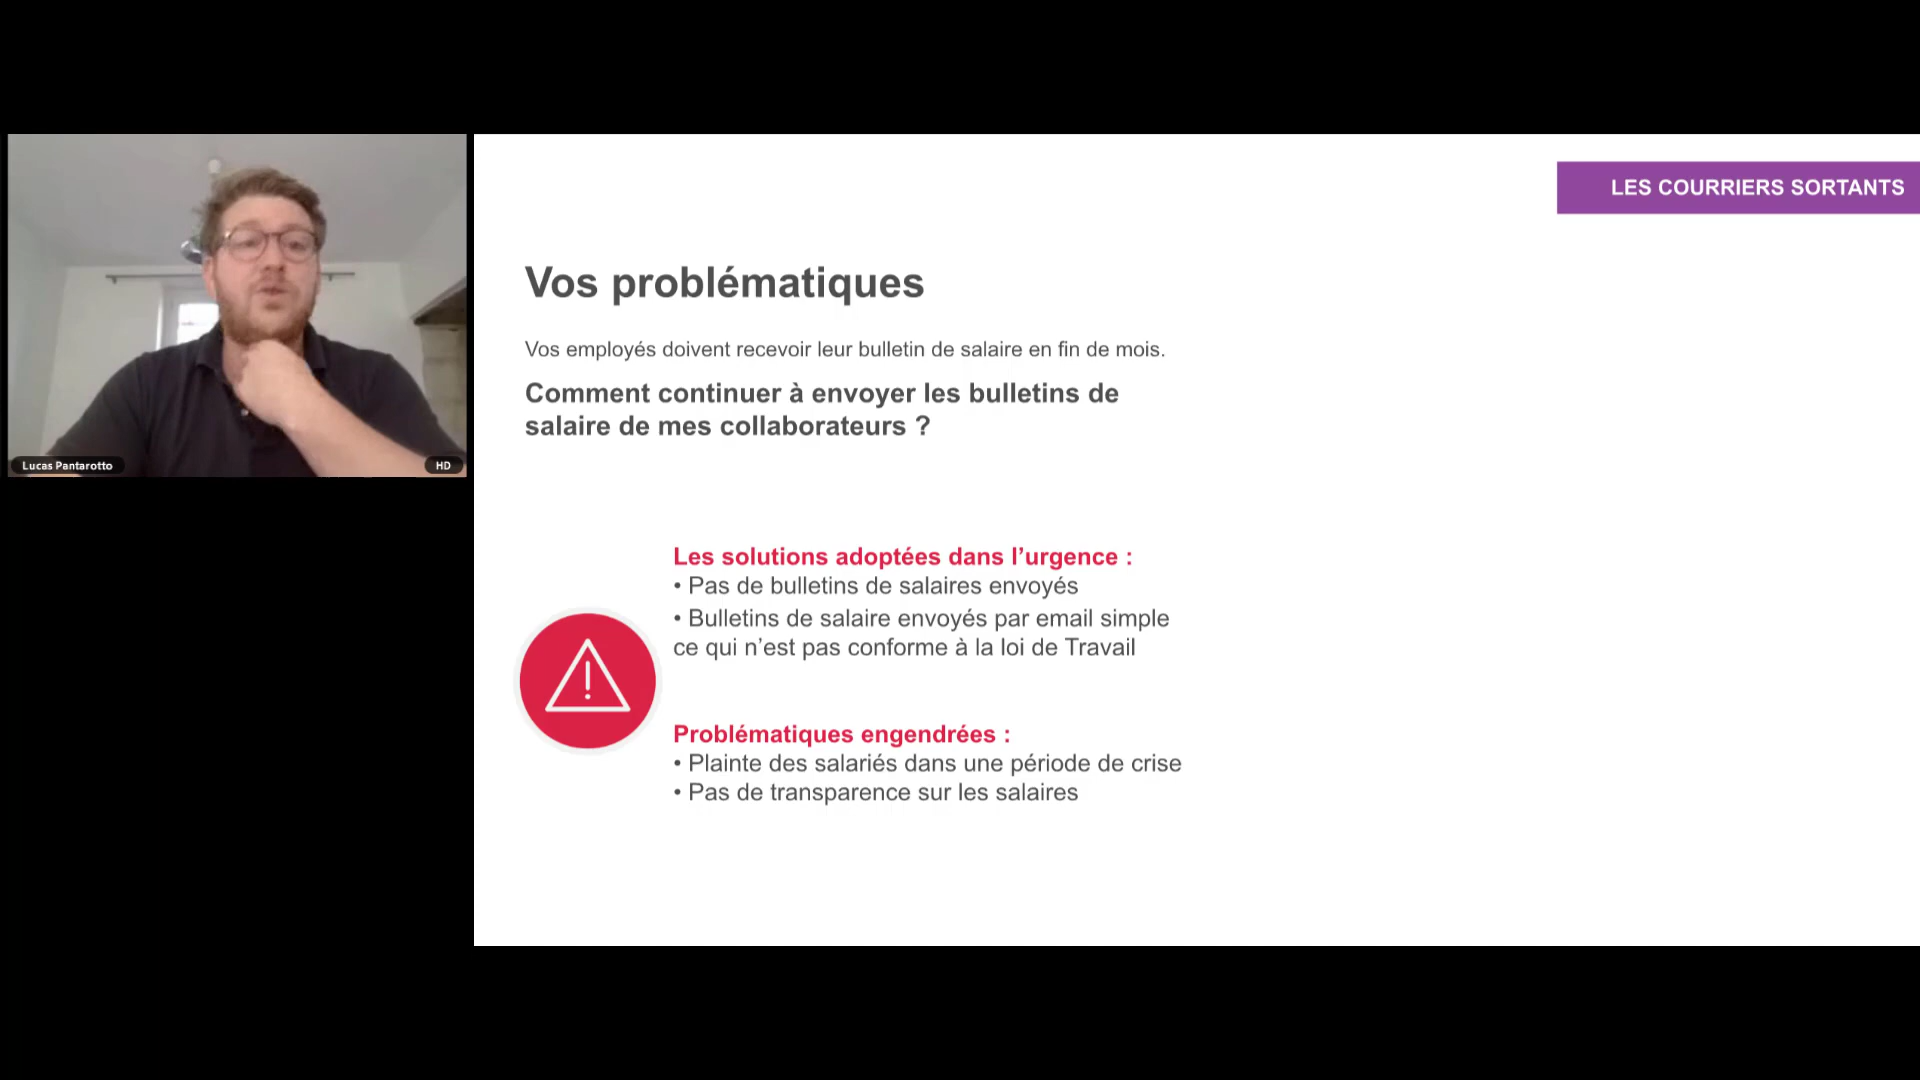 LES COURRIERS SORTANTS
Vos problématiques
Vos employés doivent recevoir leur bulletin de salaire en fin de mois.
Comment continuer à envoyer les bulletins de
salaire de mes collaborateurs ?
Lucas Pantarotto
HD
Les solutions adoptées dans l’urgence :
• Pas de bulletins de salaires envoyés
• Bulletins de salaire envoyés par email simple
ce qui n’est pas conforme à la loi de Travail
Problématiques engendrées :
• Plainte des salariés dans une période de crise
• Pas de transparence sur les salaires